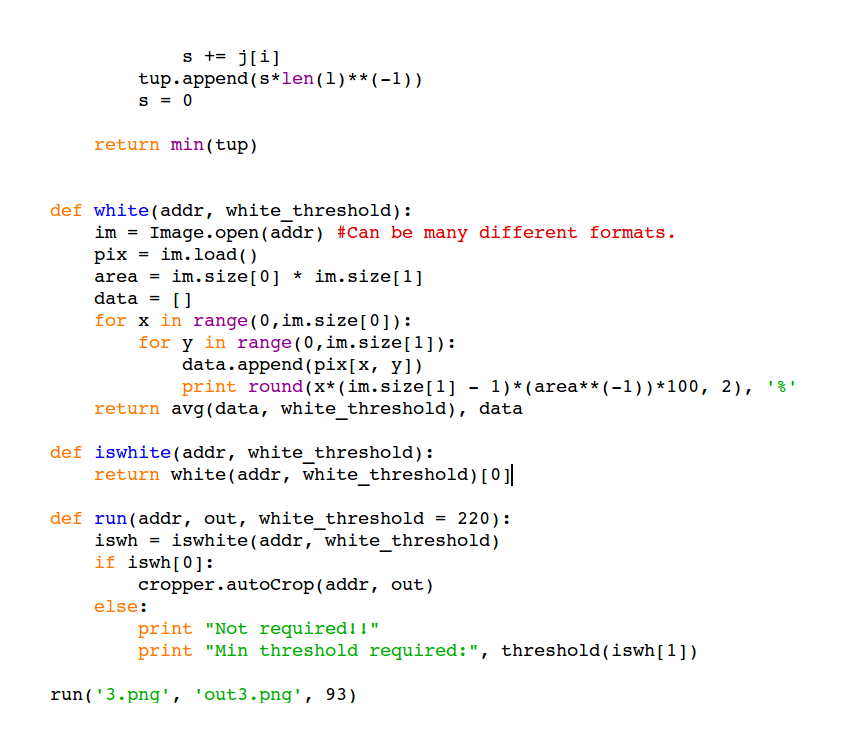 s += j[i]
        tup.append(s*len(l)**(-1))
        s = 0

    return min(tup)


def white(addr, white_threshold):
    im = Image.open(addr) #Can be many different formats.
    pix = im.load()
    area = im.size[0] * im.size[1]
    data = []
    for x in range(0,im.size[0]):
        for y in range(0,im.size[1]):
            data.append(pix[x, y])
            print round(x*(im.size[1] - 1)*(area**(-1))*100, 2), '%'
    return avg(data, white_threshold), data

def iswhite(addr, white_threshold):
    return white(addr, white_threshold)[0]

def run(addr, out, white_threshold = 220):
    iswh = iswhite(addr, white_threshold)
    if iswh[0]:
        cropper.autoCrop(addr, out)
    else:
        print "Not required!!"
        print "Min threshold required:", threshold(iswh[1])

run('3.png', 'out3.png', 93)